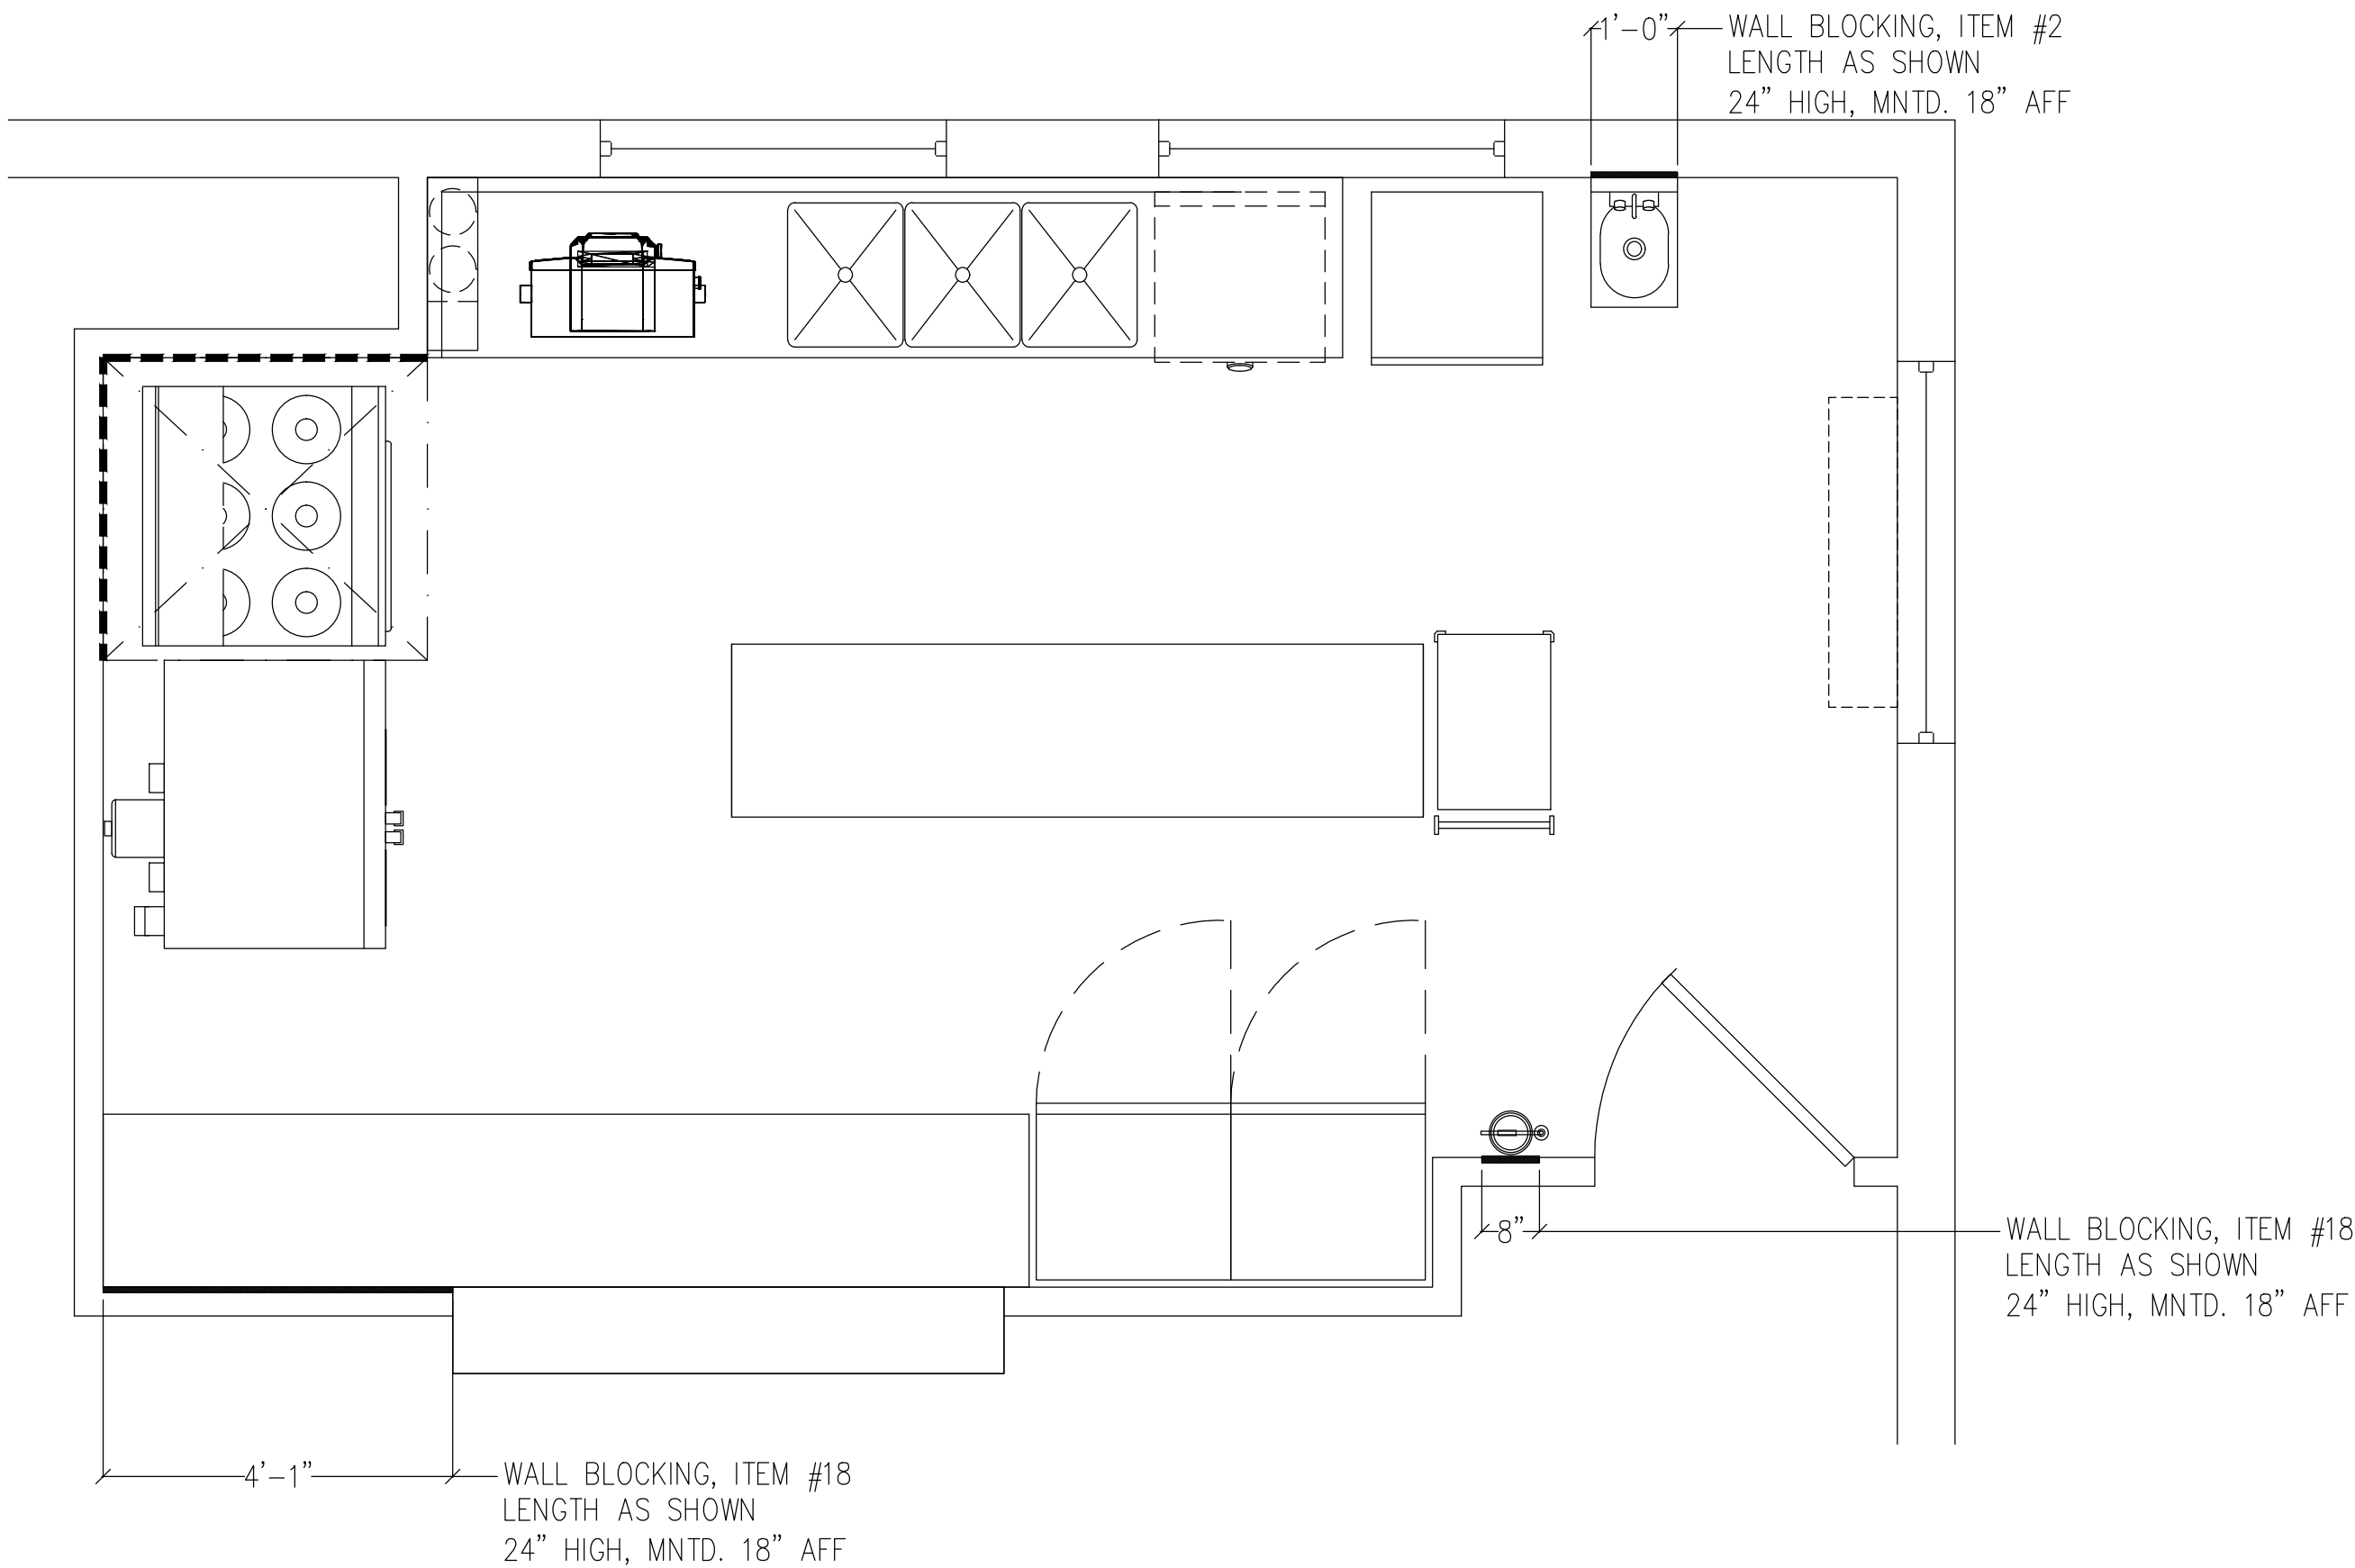 1'-0" WALL BLOCKING, ITEM #2
LENGTH AS SHOWN
24" HIGH, MNTD. 18" AFF
8" WALL BLOCKING, ITEM #18
LENGTH AS SHOWN
24" HIGH, MNTD. 18" AFF
4'-1" WALL BLOCKING, ITEM #18
LENGTH AS SHOWN
24" HIGH, MNTD. 18" AFF